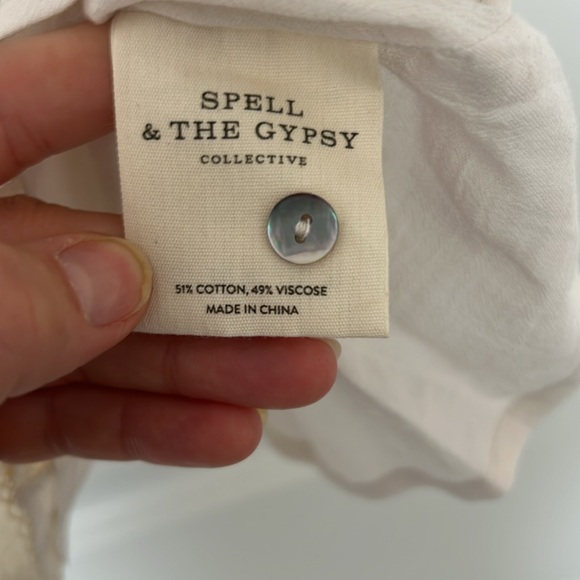 SPELL
& THE GYPSY
COLLECTIVE
51% COTTON, 49% VISCOSE
MADE IN CHINA